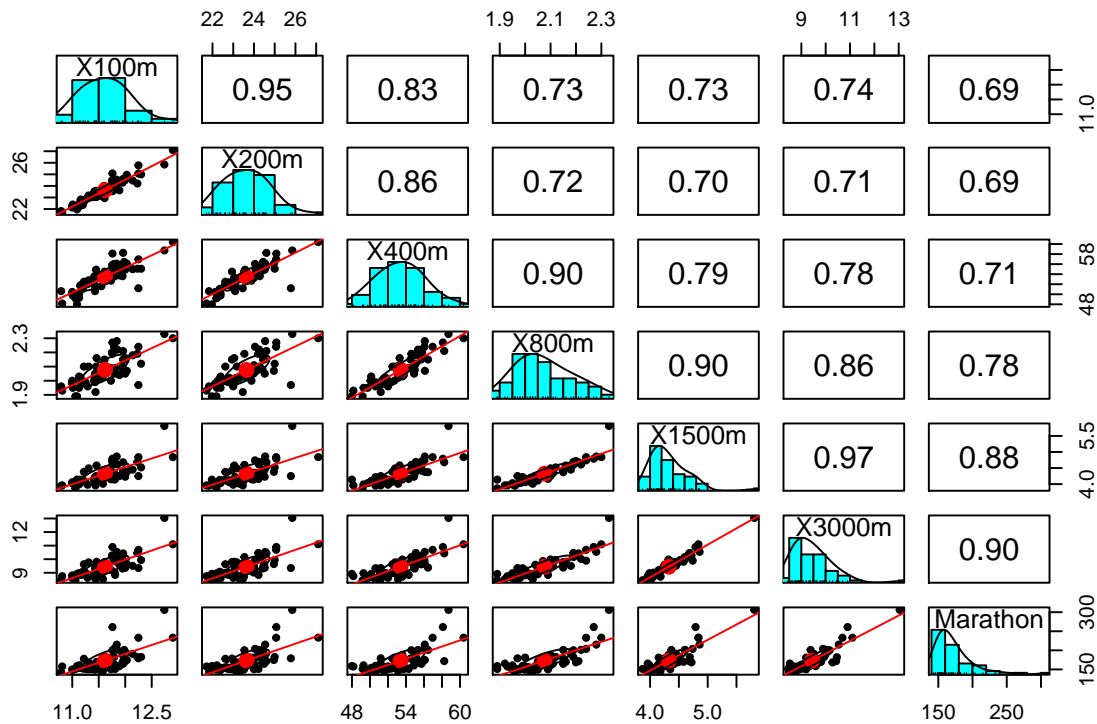 22 24 26 1.9 2.1 2.3 9 11 13
X100m 0.95 0.83 0.73 0.73 0.74 0.69 11.0
22 26 X200m 0.86 0.72 0.70 0.71 0.69
X400m 0.90 0.79 0.78 0.71 48 58
1.9 2.3 X800m 0.90 0.86 0.78
X1500m 0.97 0.88 4.0 5.5
9 12 X3000m 0.90
Marathon 150 300
11.0 12.5 48 54 60 4.0 5.0 150 250